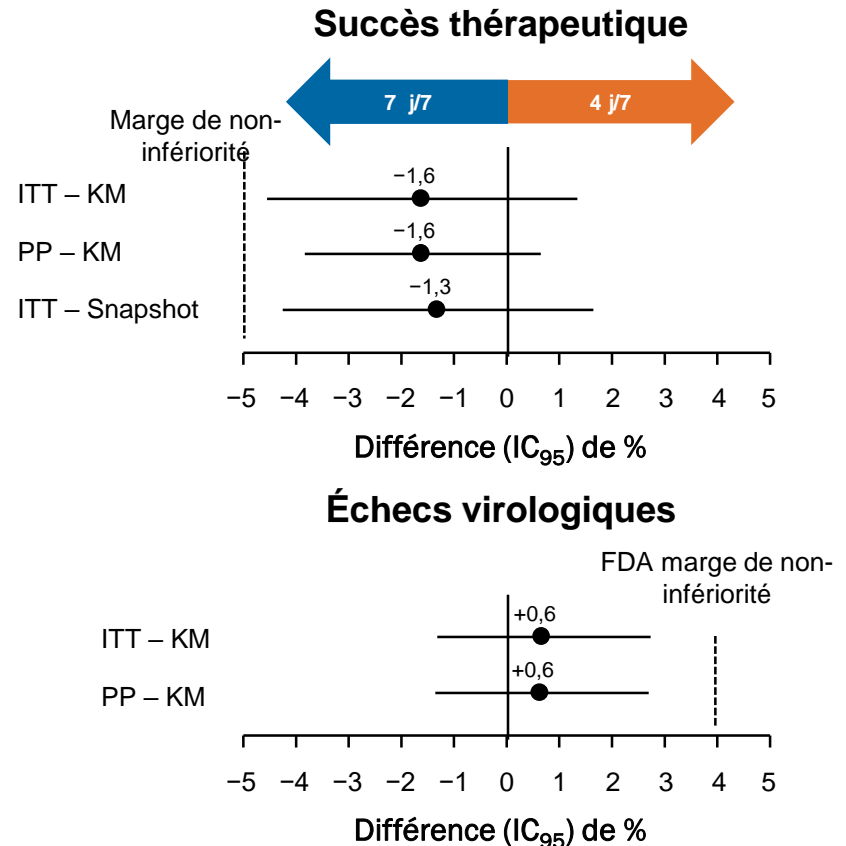 Succès thérapeutique
7 j/7
4 j/7
Marge de non-
infériorité
−1,6
ITT – KM
−1,6
PP – KM
−1,3
ITT – Snapshot
−5 −4 −3 −2 −1 0 1 2 3 4 5
Différence (IC95) de %
Échecs virologiques
FDA marge de non-
infériorité
+0,6
ITT – KM
+0,6
PP – KM
−5 −4 −3 −2 −1 0 1 2 3 4 5
Différence (IC95) de %